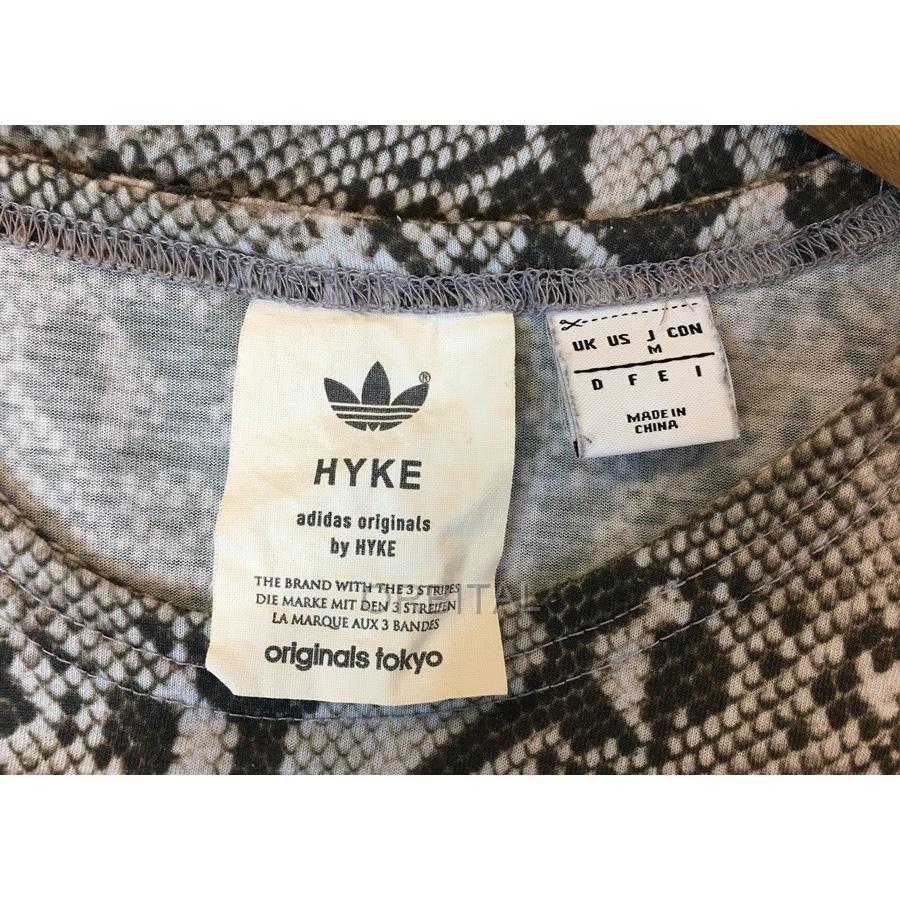 ®
HYKE
adidas originals
by HYKE
THE BRAND WITH THE 3 STRIPES
DIE MARKE MIT DEN 3 STREIFEN
LA MARQUE AUX 3 BANDES
originals tokyo
UK US J CDN
M
D F E I
MADE IN
CHINA